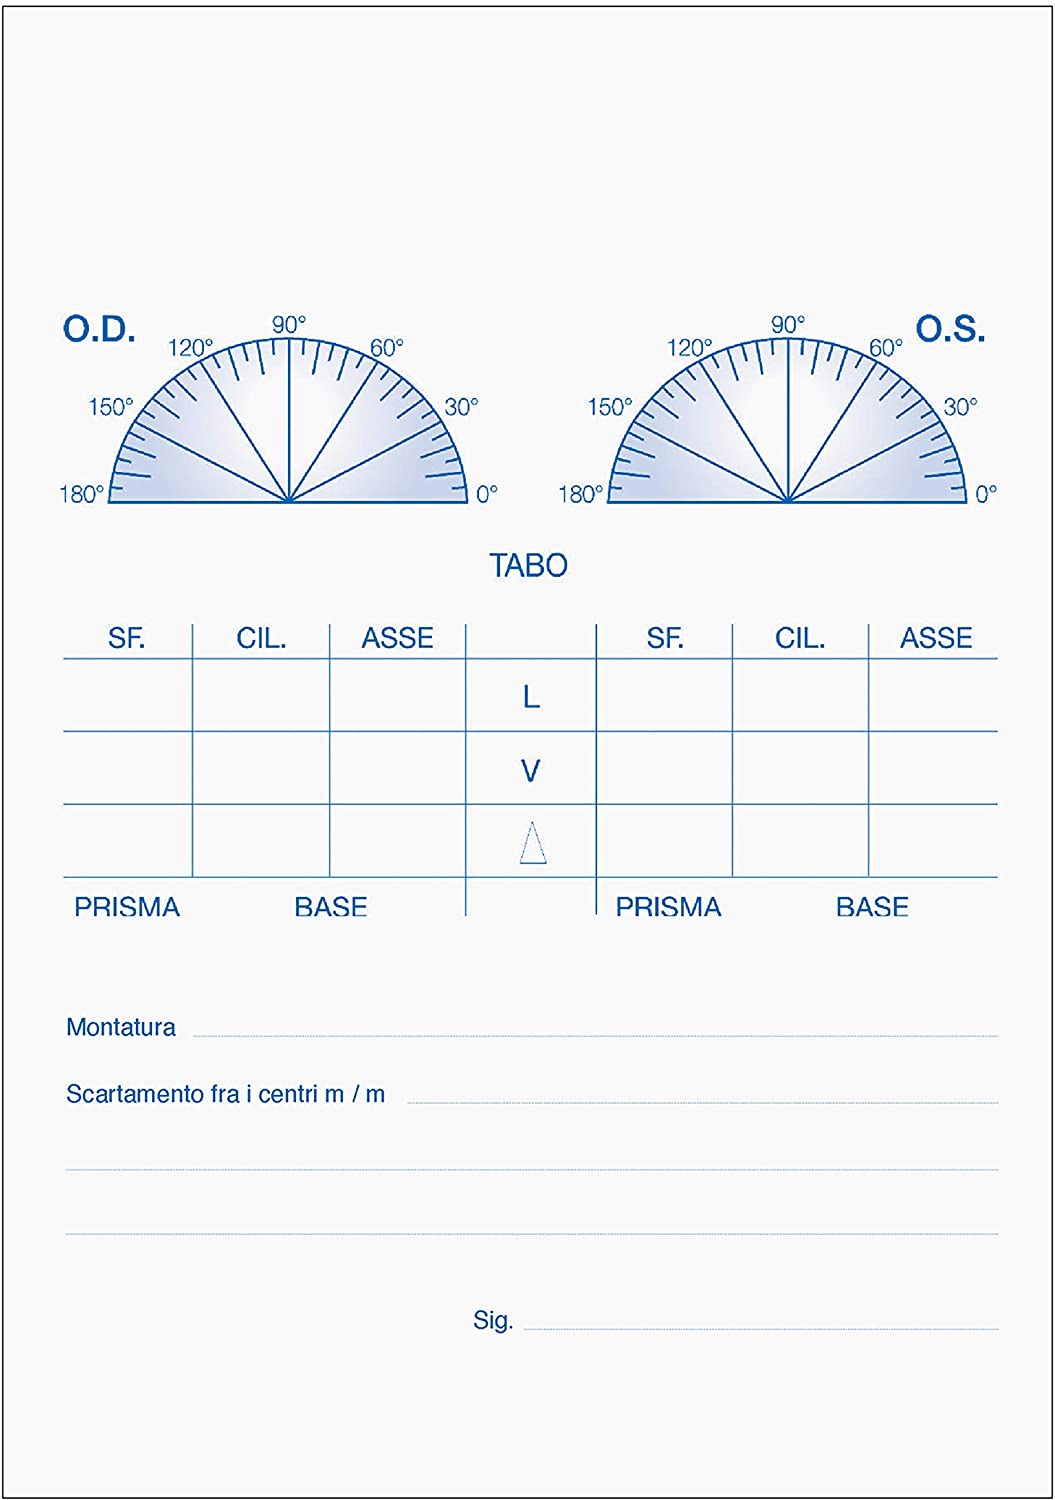 O.D.
90°
120°
60°
150°
30°
180°
0°
90°
O.S.
120°
60°
150°
30°
180°
0°
TABO
SF. CIL. ASSE SF. CIL. ASSE
L
V
PRISMA BASE PRISMA BASE
Montatura
Scartamento fra i centri m / m
Sig.